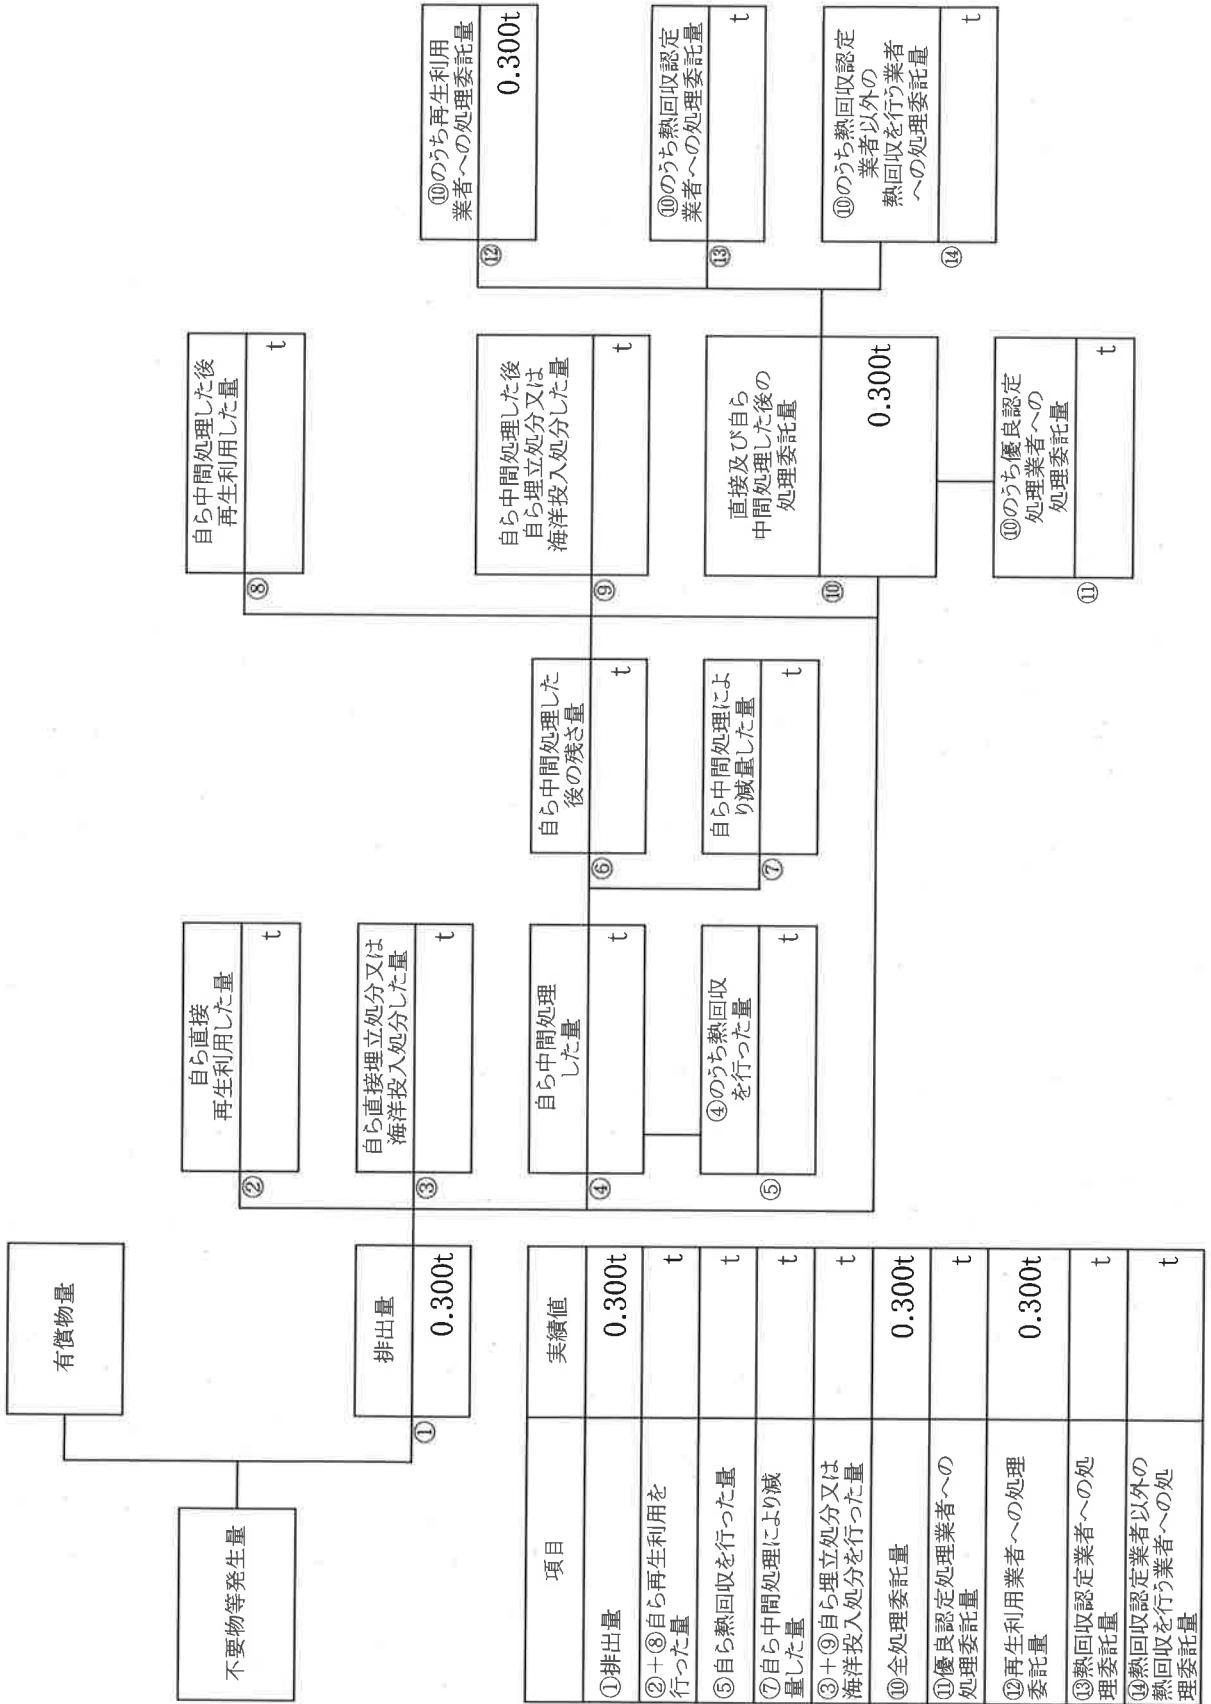 不要物等発生量
有償物量
排出量
①
0.300t
自ら直接
再生利用した量
②
t
自ら直接埋立処分又は
海洋投入処分した量
③
t
自ら中間処理
した量
④
t
④のうち熱回収
を行った量
⑤
t
自ら中間処理した
後の残さ量
⑥
t
自ら中間処理によ
り減量した量
⑦
t
自ら中間処理した後
再生利用した量
⑧
t
自ら中間処理した後
自ら埋立処分又は
海洋投入処分した量
⑨
t
直接及び自ら
中間処理した後の
処理委託量
⑩
0.300t
⑩のうち優良認定
処理業者への
処理委託量
⑪
t
⑩のうち再生利用
業者への処理委託量
⑫
0.300t
⑩のうち熱回収認定
業者への処理委託量
⑬
t
⑩のうち熱回収認定
業者以外の
熱回収を行う業者
への処理委託量
⑭
t
項目 実績値
①排出量 0.300t
②+⑧自ら再生利用を
行った量 t
⑤自ら熱回収を行った量 t
⑦自ら中間処理により減
量した量 t
③+⑨自ら埋立処分又は
海洋投入処分を行った量 t
⑩全処理委託量 0.300t
⑪優良認定処理業者への
処理委託量 t
⑫再生利用業者への処理
委託量 0.300t
⑬熱回収認定業者への処
理委託量 t
⑭熱回収認定業者以外の
熱回収を行う業者への処
理委託量 t